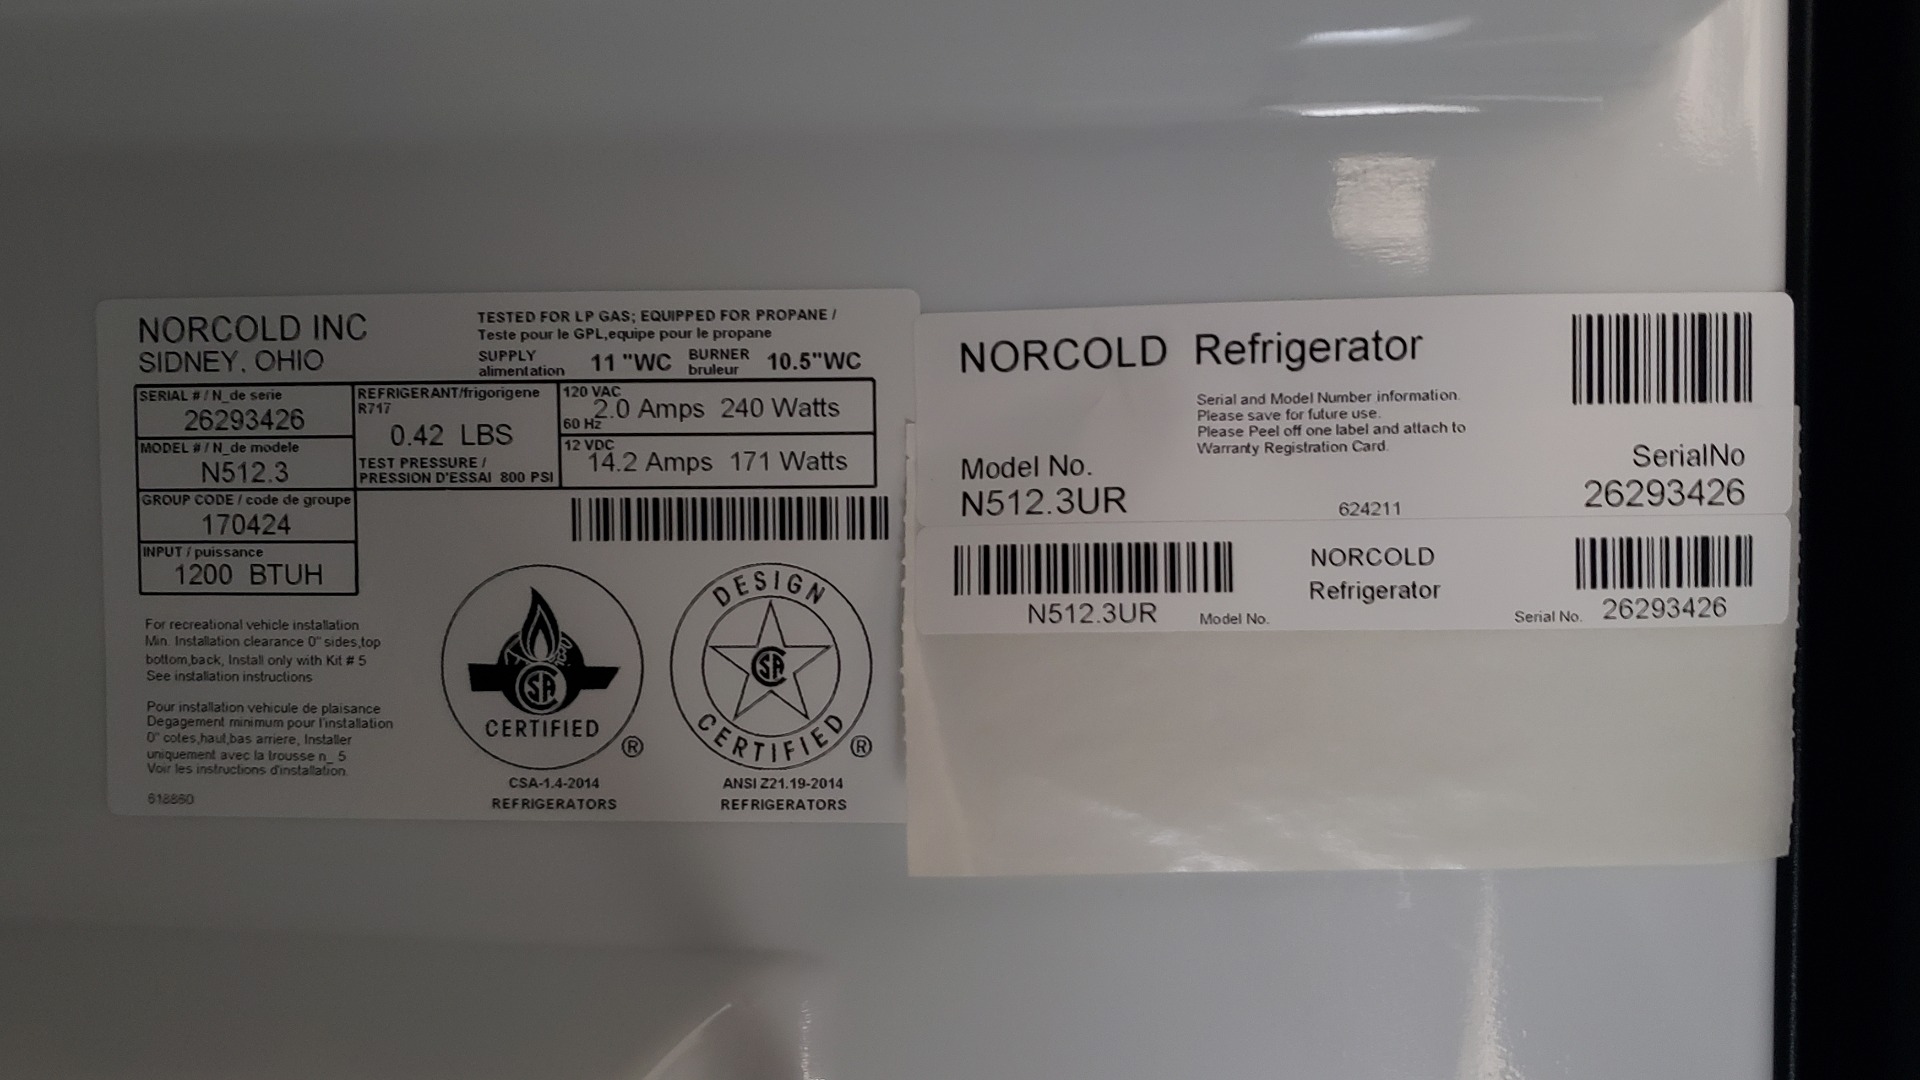 NORCOLD INC
SIDNEY, OHIO
TESTED FOR LP GAS; EQUIPPED FOR PROPANE /
Teste pour le GPL,equipe pour le propane
SUPPLY
alimentation
11 "WC
BURNER
bruleur
10.5"WC
SERIAL # / N_de serie
26293426
MODEL # / N_de modele
N512.3
GROUP CODE / code de groupe
170424
INPUT / puissance
1200 BTUH
REFRIGERANT/frigorigene
R717
0.42 LBS
TEST PRESSURE /
PRESSION D'ESSAI 800 PSI
120 VAC
60 Hz
2.0 Amps 240 Watts
12 VDC
14.2 Amps 171 Watts
For recreational vehicle installation
Min. Installation clearance 0" sides,top
bottom,back, Install only with Kit # 5
See installation instructions
Pour installation vehicule de plaisance
Degagement minimum pour l'installation
0" cotes,haut,bas arriere, Installer
uniquement avec la trousse n_ 5
Voir les instructions d'installation.
618860
CSA
CERTIFIED
®
CSA-1.4-2014
REFRIGERATORS
DESIGN
CSA
CERTIFIED
®
ANSI Z21.19-2014
REFRIGERATORS
NORCOLD Refrigerator
Serial and Model Number information.
Please save for future use.
Please Peel off one label and attach to
Warranty Registration Card.
Model No.
N512.3UR
624211
SerialNo
26293426
N512.3UR
Model No.
NORCOLD
Refrigerator
Serial No.
26293426